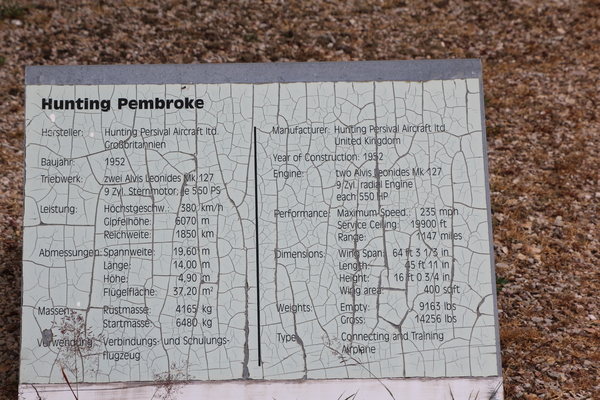 Hunting Pembroke
Hersteller: Hunting Persival Aircraft ltd.
Großbritannien
Baujahr: 1952
Triebwerk: zwei Alvis Leonides Mk 127
9 Zyl. Sternmotor, je 550 PS
Leistung: Höchstgeschw. 380 km/h
Gipfelhöhe: 6070 m
Reichweite: 1850 km
Abmessungen: Spannweite: 19,60 m
Länge: 14,00 m
Höhe: 4,90 m
Flügelfläche: 37,20 m²
Massen: Rüstmasse: 4165 kg
Startmasse: 6480 kg
Verwendung: Verbindungs- und Schulungs-
flugzeug
Manufacturer: Hunting Persival Aircraft ltd.
United Kingdom
Year of Construction: 1952
Engine: two Alvis Leonides Mk 127
9 Zyl. radial Engine
each 550 HP
Performance: Maximum Speed: 235 mph
Service Ceiling: 19900 ft
Range: 1147 miles
Dimensions: Wing Span: 64 ft 3 1/3 in
Length: 45 ft 11 in
Height: 16 ft 0 3/4 in
Wing area: 400 sqft
Weights: Empty: 9163 lbs
Gross: 14256 lbs
Type: Connecting and Training
Airplane